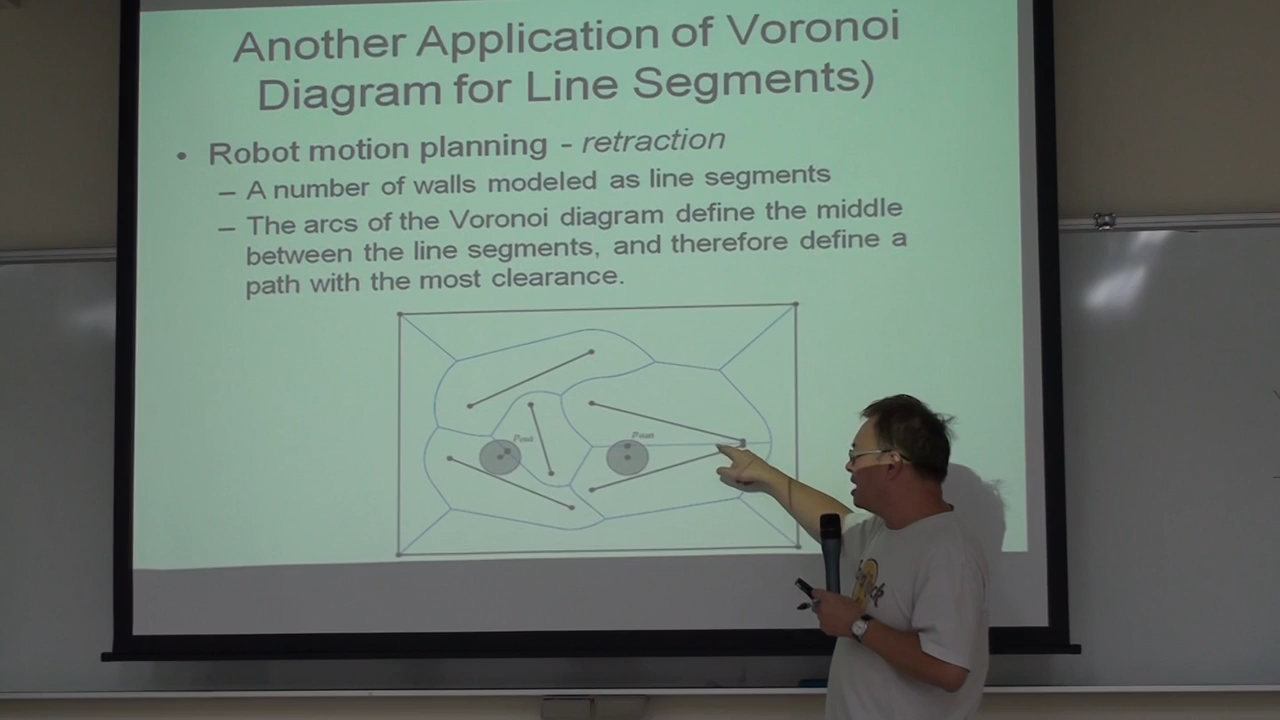 Another Application of Voronoi
Diagram for Line Segments)
• Robot motion planning - retraction
– A number of walls modeled as line segments
– The arcs of the Voronoi diagram define the middle
between the line segments, and therefore define a
path with the most clearance.